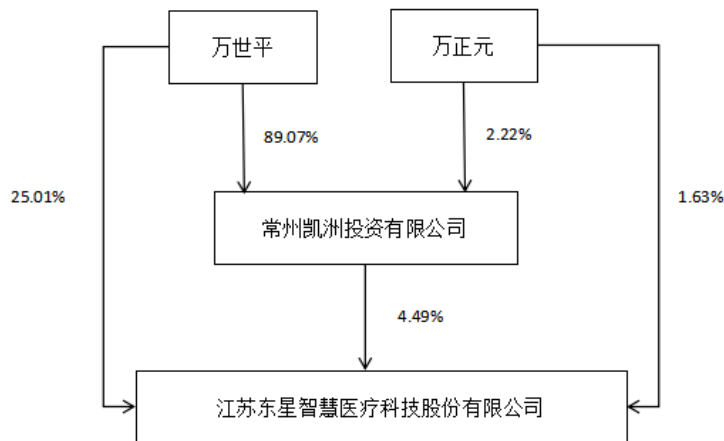 万世平
万正元
89.07%
2.22%
25.01%
1.63%
常州凯洲投资有限公司
4.49%
江苏东星智慧医疗科技股份有限公司